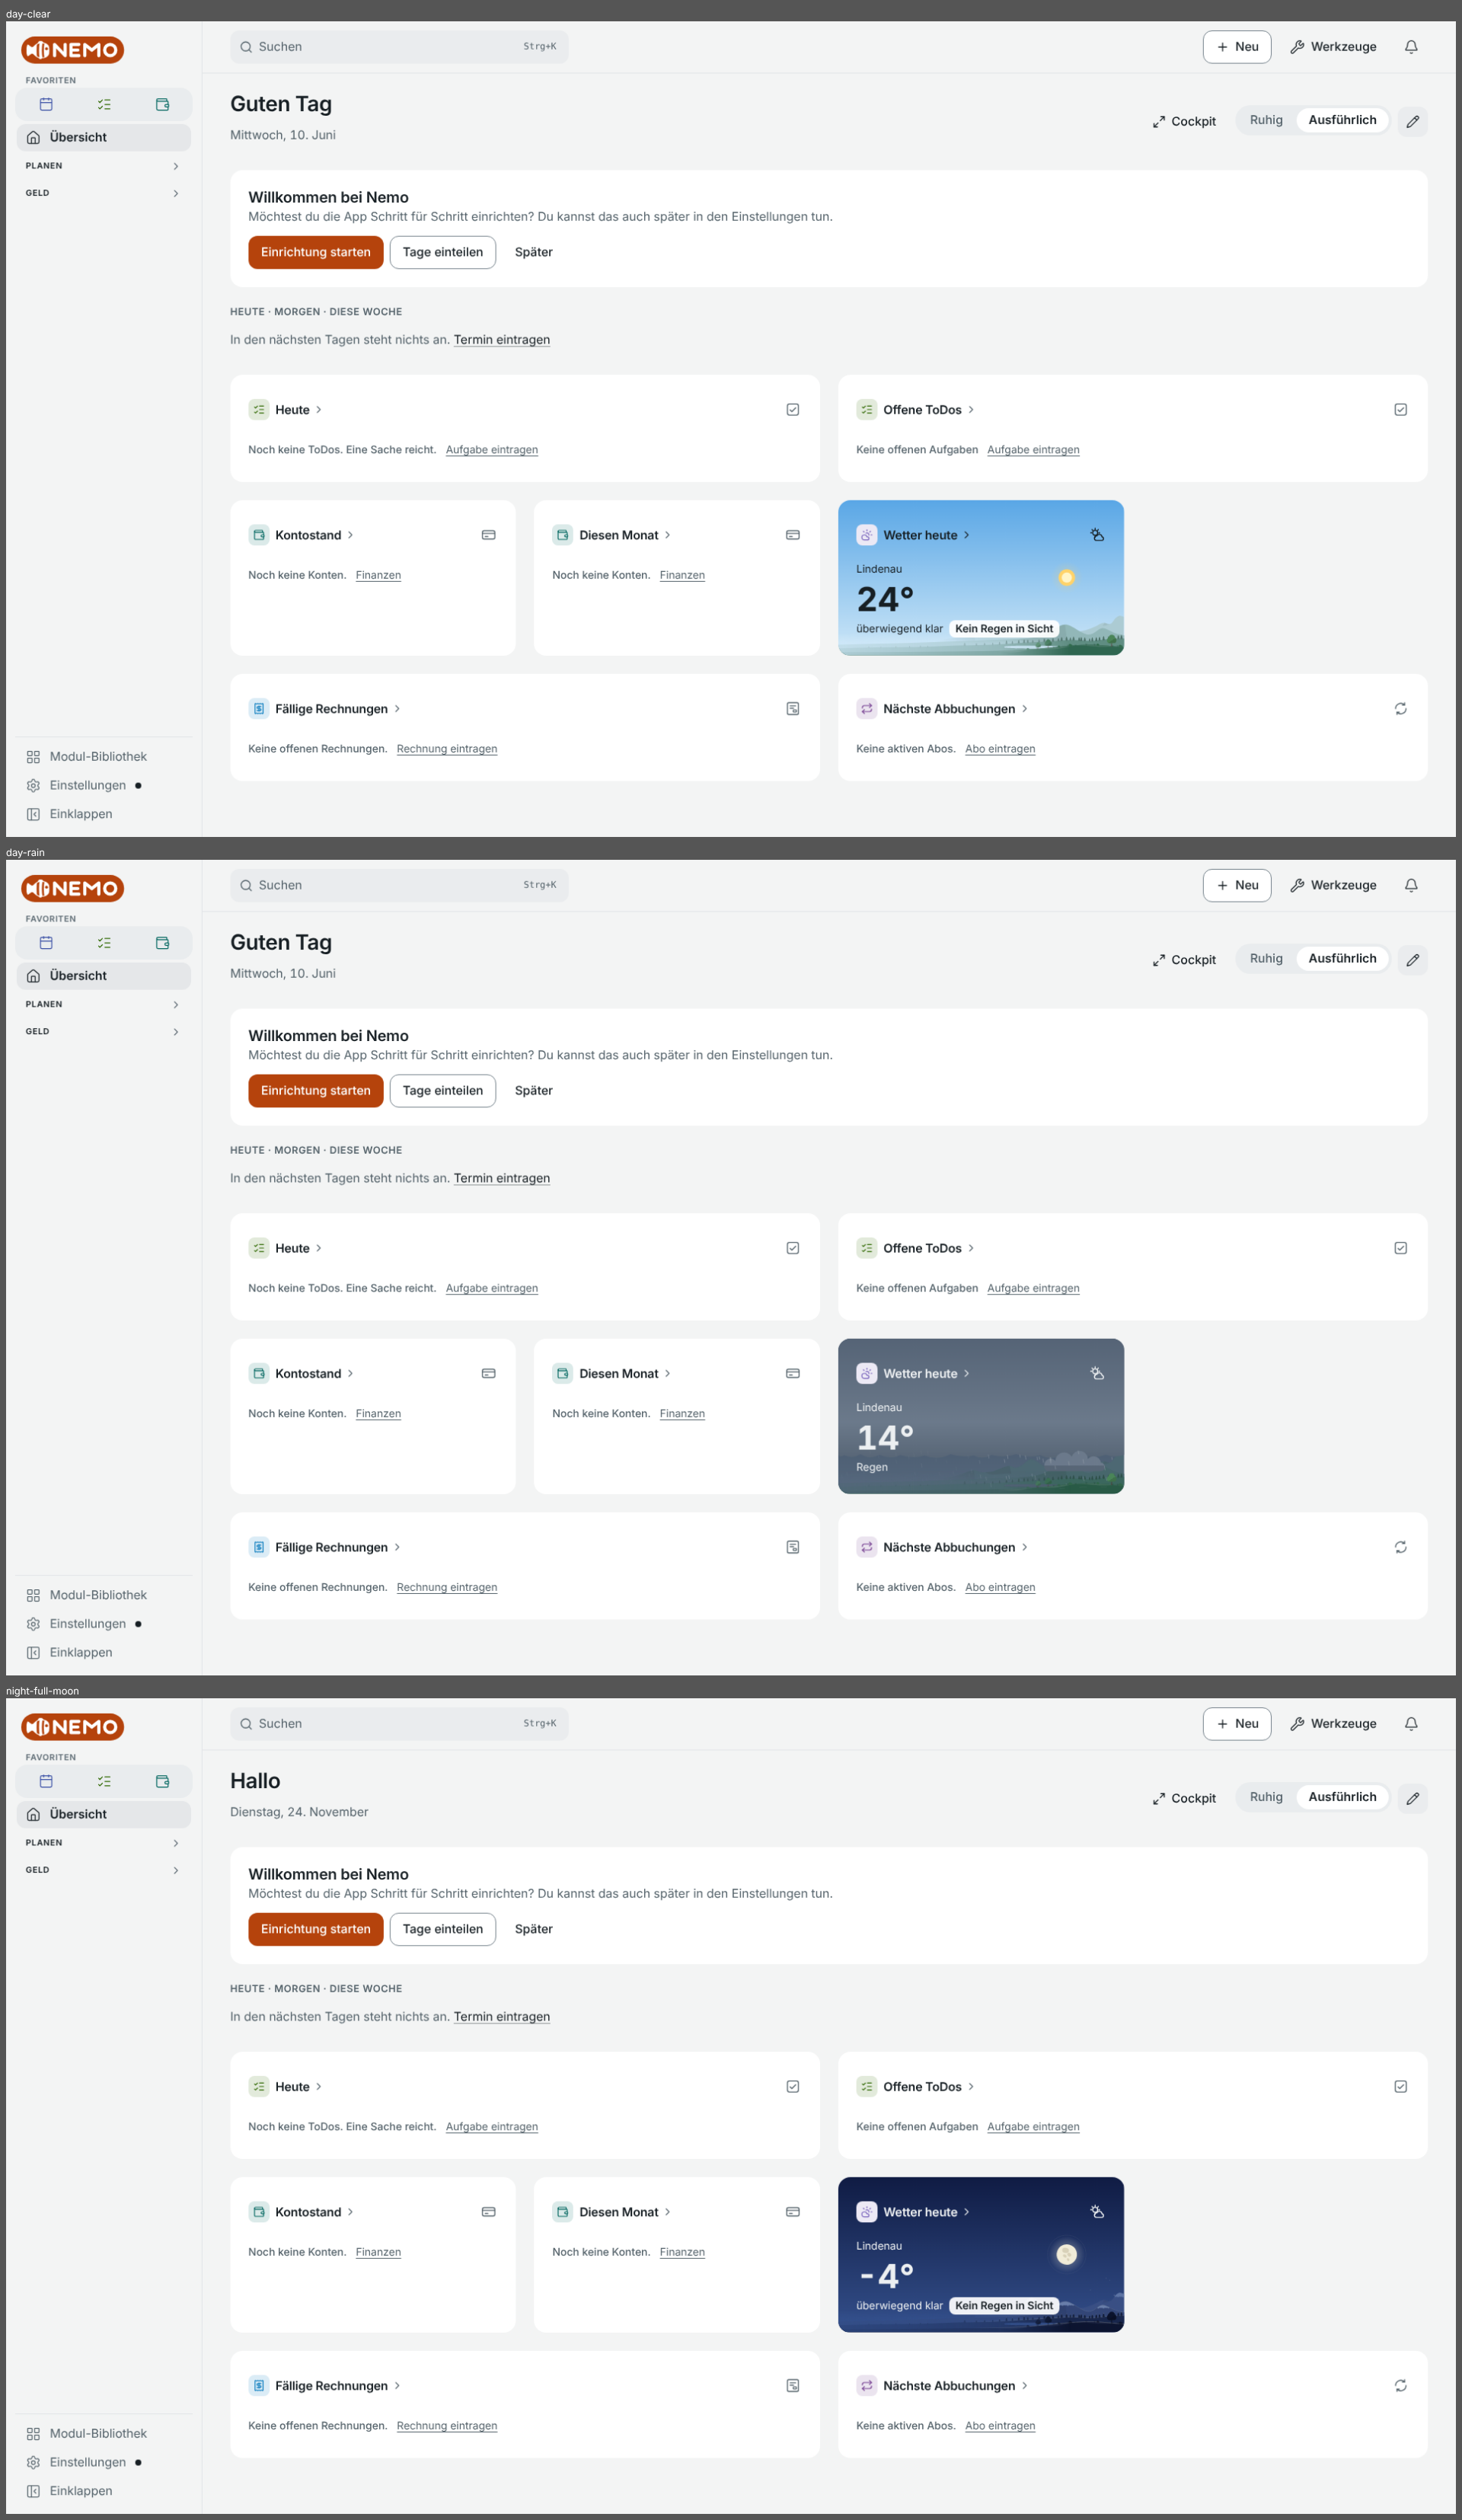 day-clear
NEMO
Suchen
Strg+K
Neu
Werkzeuge
FAVORITEN
Übersicht
PLANEN
GELD
Guten Tag
Mittwoch, 10. Juni
Cockpit
Ruhig
Ausführlich
Willkommen bei Nemo
Möchtest du die App Schritt für Schritt einrichten? Du kannst das auch später in den Einstellungen tun.
Einrichtung starten
Tage einteilen
Später
HEUTE · MORGEN · DIESE WOCHE
In den nächsten Tagen steht nichts an. Termin eintragen
Heute
Noch keine ToDos. Eine Sache reicht. Aufgabe eintragen
Offene ToDos
Keine offenen Aufgaben Aufgabe eintragen
Kontostand
Noch keine Konten. Finanzen
Diesen Monat
Noch keine Konten. Finanzen
Wetter heute
Lindenau
24°
überwiegend klar Kein Regen in Sicht
Fällige Rechnungen
Keine offenen Rechnungen. Rechnung eintragen
Nächste Abbuchungen
Keine aktiven Abos. Abo eintragen
Modul-Bibliothek
Einstellungen
Einklappen
day-rain
NEMO
Suchen
Strg+K
Neu
Werkzeuge
FAVORITEN
Übersicht
PLANEN
GELD
Guten Tag
Mittwoch, 10. Juni
Cockpit
Ruhig
Ausführlich
Willkommen bei Nemo
Möchtest du die App Schritt für Schritt einrichten? Du kannst das auch später in den Einstellungen tun.
Einrichtung starten
Tage einteilen
Später
HEUTE · MORGEN · DIESE WOCHE
In den nächsten Tagen steht nichts an. Termin eintragen
Heute
Noch keine ToDos. Eine Sache reicht. Aufgabe eintragen
Offene ToDos
Keine offenen Aufgaben Aufgabe eintragen
Kontostand
Noch keine Konten. Finanzen
Diesen Monat
Noch keine Konten. Finanzen
Wetter heute
Lindenau
14°
Regen
Fällige Rechnungen
Keine offenen Rechnungen. Rechnung eintragen
Nächste Abbuchungen
Keine aktiven Abos. Abo eintragen
Modul-Bibliothek
Einstellungen
Einklappen
night-full-moon
NEMO
Suchen
Strg+K
Neu
Werkzeuge
FAVORITEN
Übersicht
PLANEN
GELD
Hallo
Dienstag, 24. November
Cockpit
Ruhig
Ausführlich
Willkommen bei Nemo
Möchtest du die App Schritt für Schritt einrichten? Du kannst das auch später in den Einstellungen tun.
Einrichtung starten
Tage einteilen
Später
HEUTE · MORGEN · DIESE WOCHE
In den nächsten Tagen steht nichts an. Termin eintragen
Heute
Noch keine ToDos. Eine Sache reicht. Aufgabe eintragen
Offene ToDos
Keine offenen Aufgaben Aufgabe eintragen
Kontostand
Noch keine Konten. Finanzen
Diesen Monat
Noch keine Konten. Finanzen
Wetter heute
Lindenau
-4°
überwiegend klar Kein Regen in Sicht
Fällige Rechnungen
Keine offenen Rechnungen. Rechnung eintragen
Nächste Abbuchungen
Keine aktiven Abos. Abo eintragen
Modul-Bibliothek
Einstellungen
Einklappen